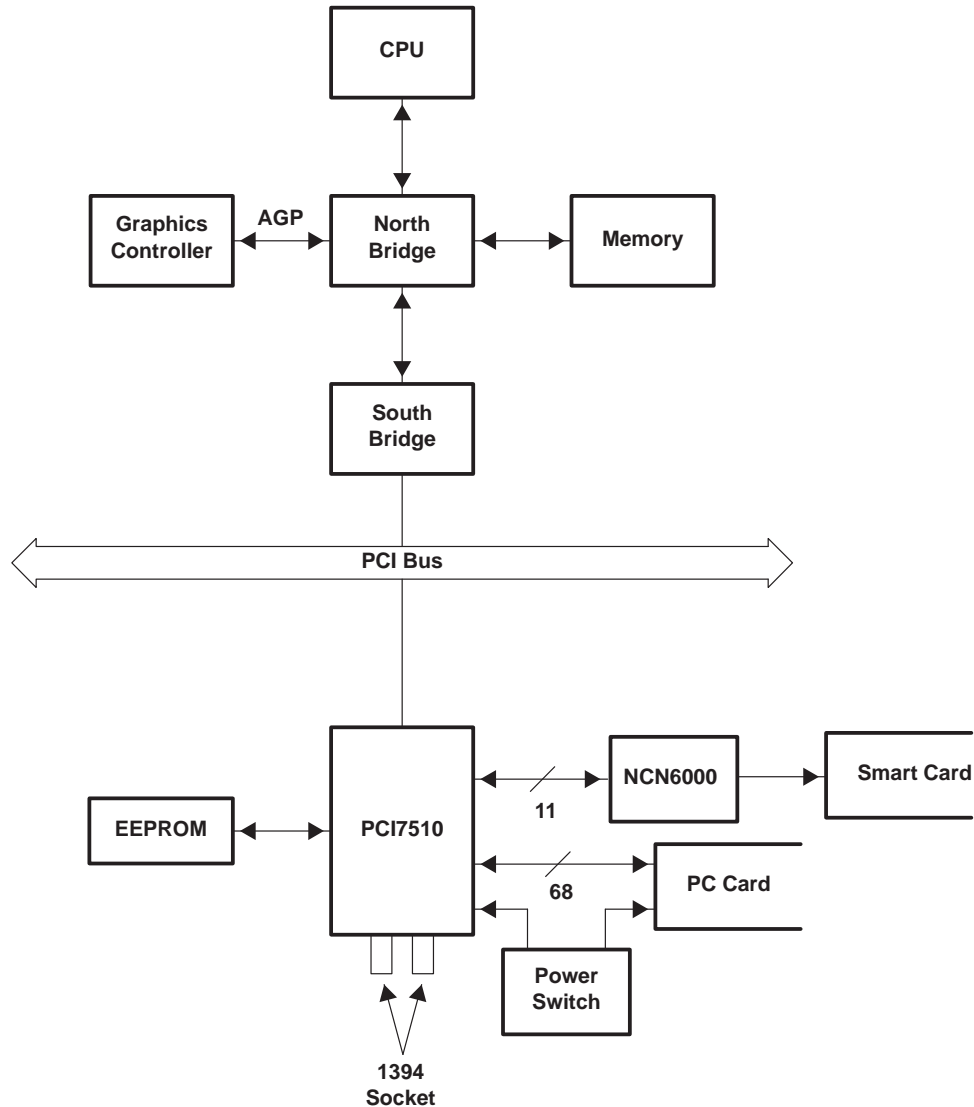 CPU
Graphics
Controller
AGP
North
Bridge
Memory
South
Bridge
PCI Bus
NCN6000
Smart Card
11
EEPROM
PCI7510
68
PC Card
Power
Switch
1394
Socket